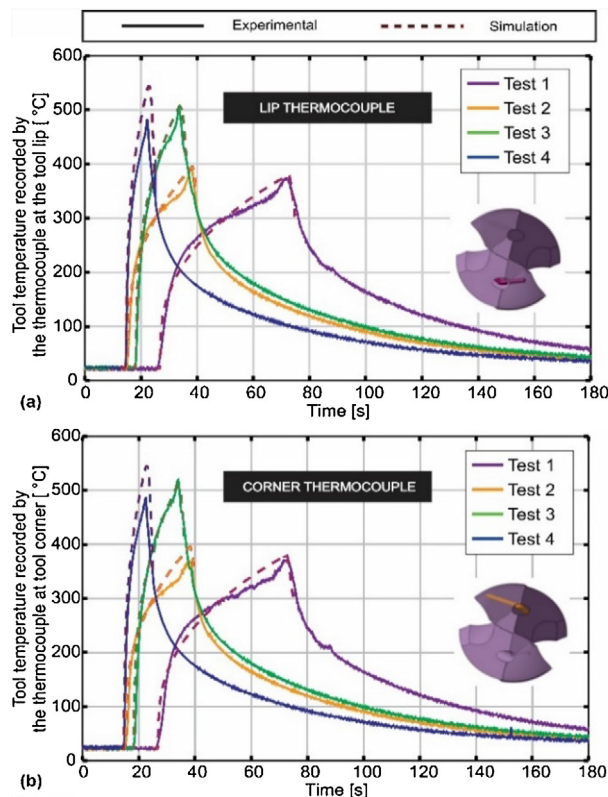 Experimental Simulation
Tool temperature recorded by
the thermocouple at the tool lip [ °C]
600
500
400
300
200
100
0
LIP THERMOCOUPLE
Test 1
Test 2
Test 3
Test 4
0 20 40 60 80 100 120 140 160 180
Time [s]
(a)
Tool temperature recorded by
the thermocouple at tool corner [ °C]
600
500
400
300
200
100
0
CORNER THERMOCOUPLE
Test 1
Test 2
Test 3
Test 4
0 20 40 60 80 100 120 140 160 180
Time [s]
(b)